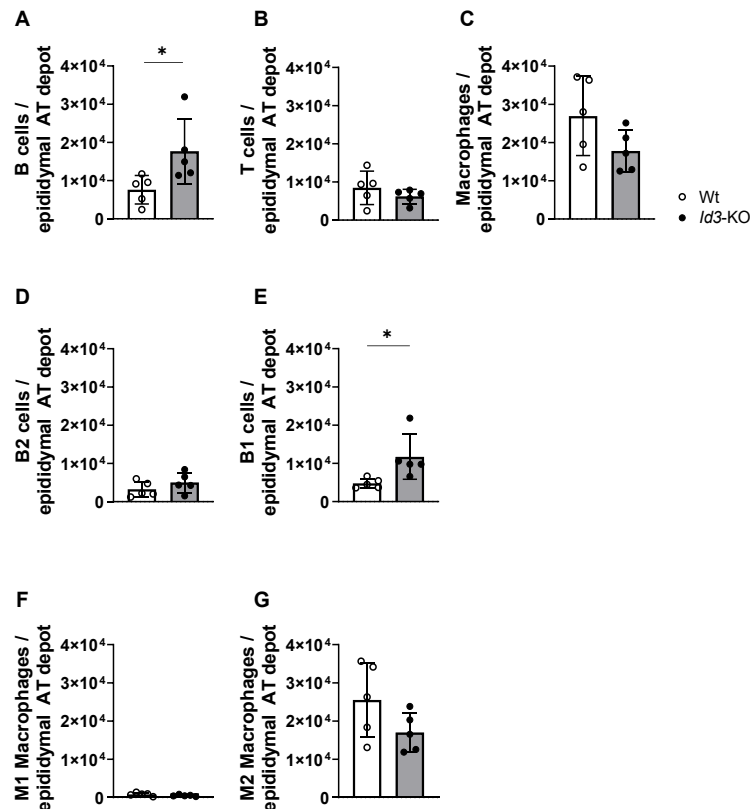 A
B cells /
epididymal AT depot
4×10⁴
3×10⁴
2×10⁴
1×10⁴
0
*
B
T cells /
epididymal AT depot
4×10⁴
3×10⁴
2×10⁴
1×10⁴
0
C
Macrophages /
epididymal AT depot
4×10⁴
3×10⁴
2×10⁴
1×10⁴
0
Wt
Id3-KO
D
B2 cells /
epididymal AT depot
4×10⁴
3×10⁴
2×10⁴
1×10⁴
0
E
B1 cells /
epididymal AT depot
4×10⁴
3×10⁴
2×10⁴
1×10⁴
0
*
F
M1 Macrophages /
epididymal AT depot
4×10⁴
3×10⁴
2×10⁴
1×10⁴
0
G
M2 Macrophages /
epididymal AT depot
4×10⁴
3×10⁴
2×10⁴
1×10⁴
0